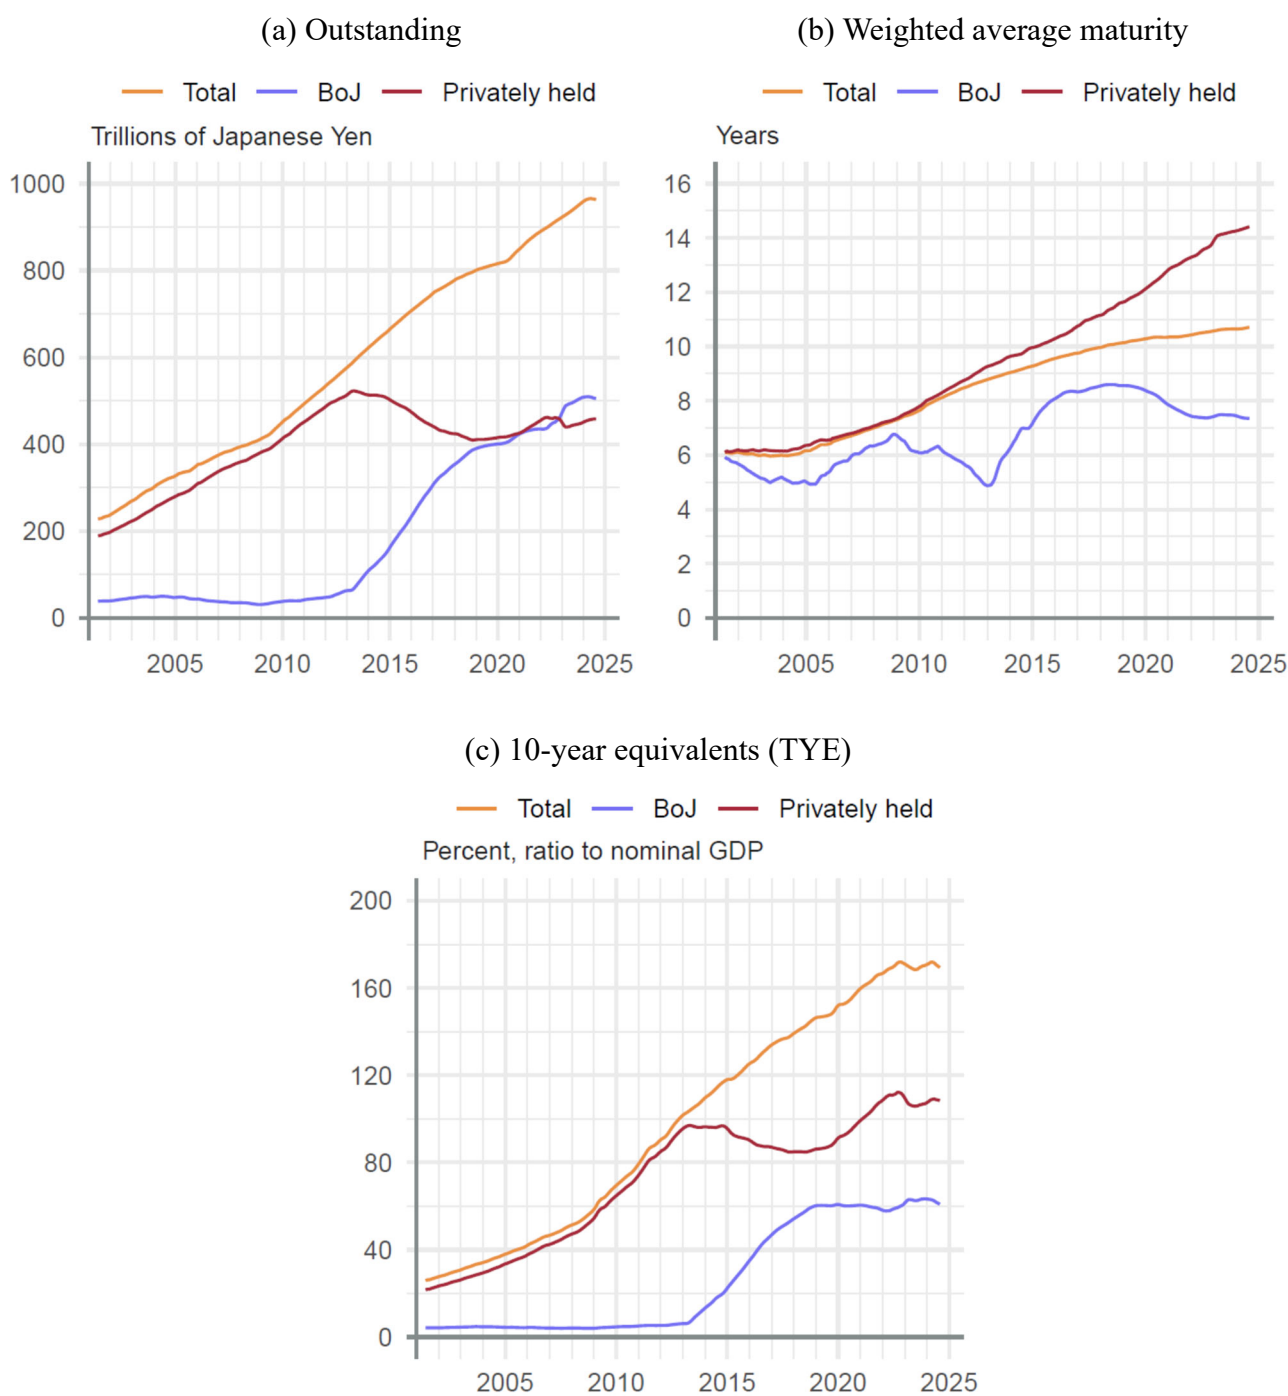 (a) Outstanding
Total BoJ Privately held
Trillions of Japanese Yen
1000
800
600
400
200
0
2005 2010 2015 2020 2025
(b) Weighted average maturity
Total BoJ Privately held
Years
16
14
12
10
8
6
4
2
0
2005 2010 2015 2020 2025
(c) 10-year equivalents (TYE)
Total BoJ Privately held
Percent, ratio to nominal GDP
200
160
120
80
40
0
2005 2010 2015 2020 2025